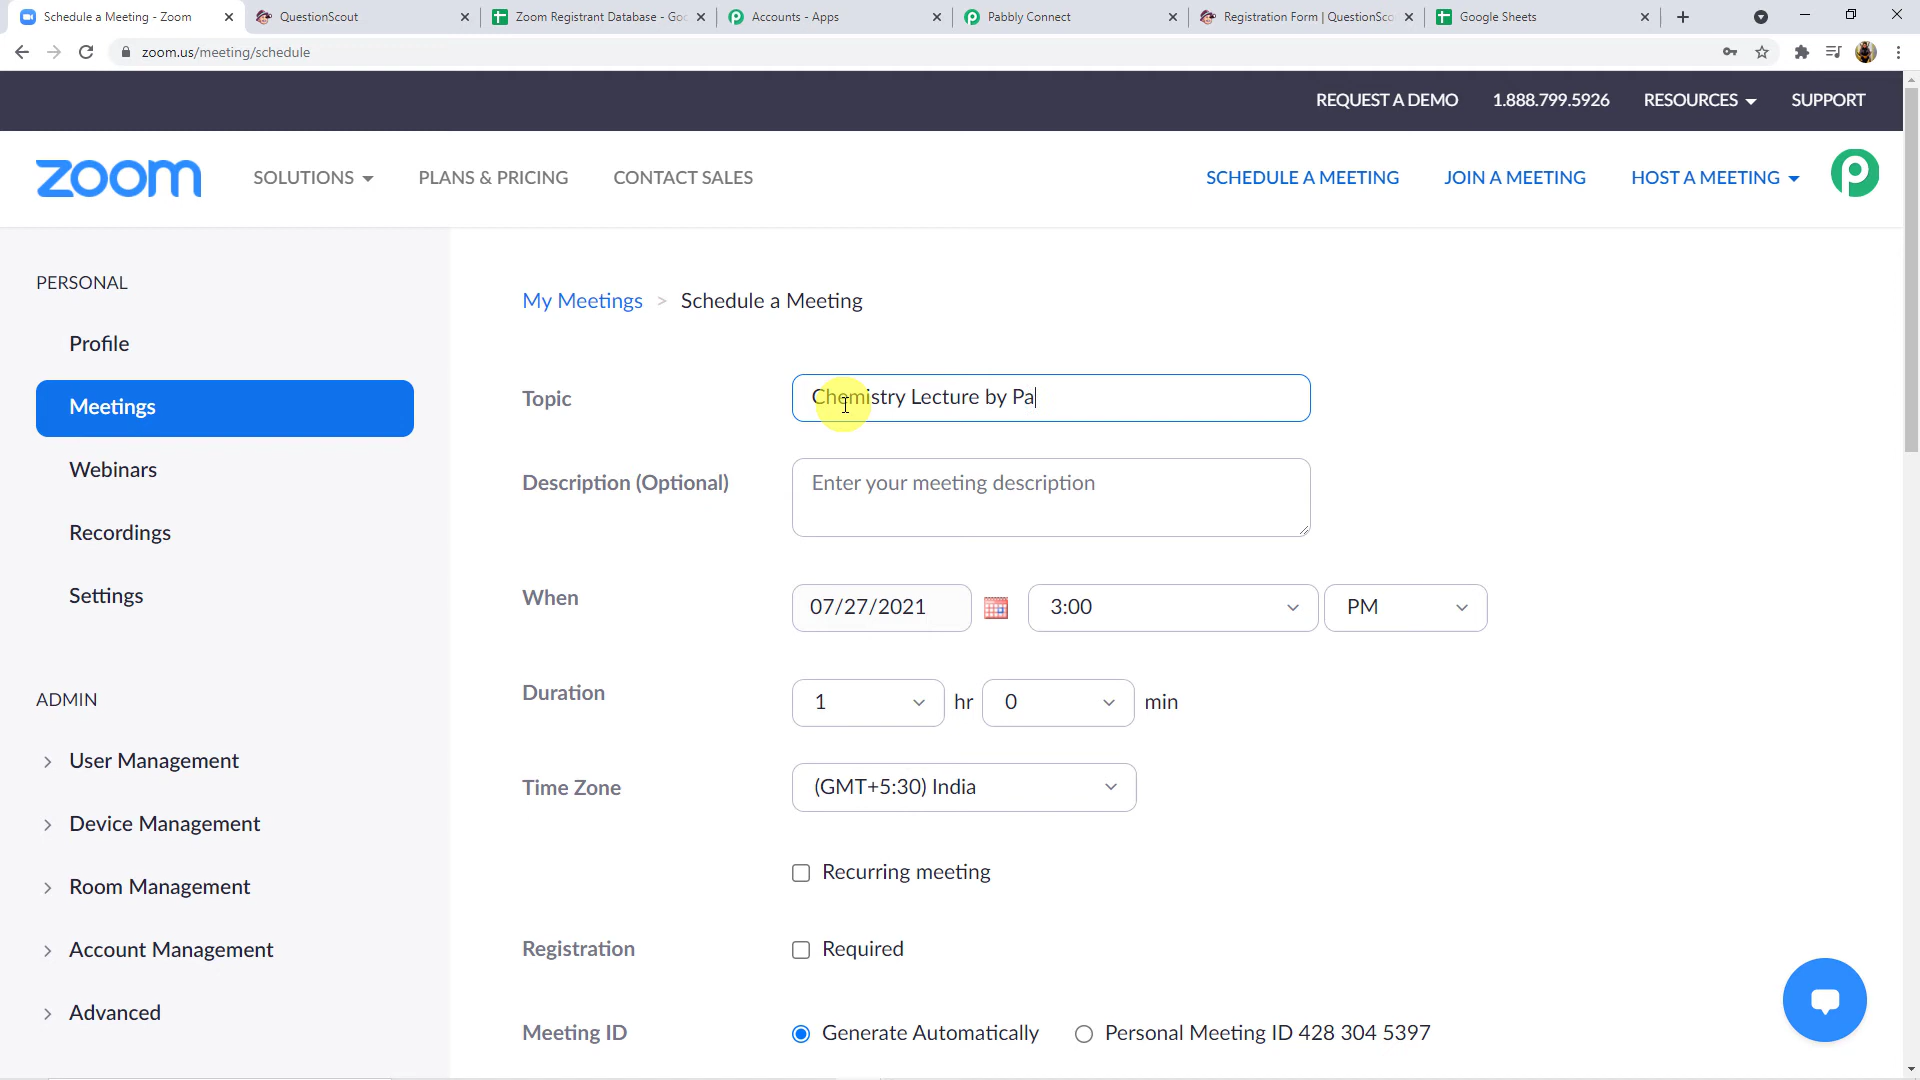 Schedule a Meeting - Zoom
QuestionScout
Zoom Registrant Database - Goo
Accounts - Apps
Pabbly Connect
Registration Form | QuestionSco
Google Sheets
zoom.us/meeting/schedule
REQUEST A DEMO 1.888.799.5926 RESOURCES SUPPORT
zoom SOLUTIONS PLANS & PRICING CONTACT SALES SCHEDULE A MEETING JOIN A MEETING HOST A MEETING
PERSONAL
Profile
Meetings
Webinars
Recordings
Settings
ADMIN
User Management
Device Management
Room Management
Account Management
Advanced
My Meetings > Schedule a Meeting
Topic Chemistry Lecture by Pa
Description (Optional) Enter your meeting description
When 07/27/2021 3:00 PM
Duration 1 hr 0 min
Time Zone (GMT+5:30) India
Recurring meeting
Registration Required
Meeting ID Generate Automatically Personal Meeting ID 428 304 5397